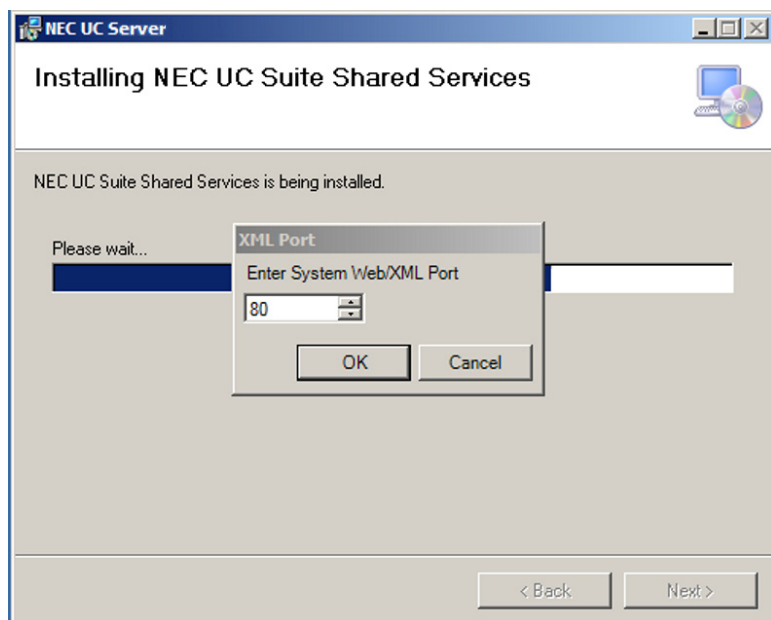 NEC UC Server
Installing NEC UC Suite Shared Services
NEC UC Suite Shared Services is being installed.
Please wait...
XML Port
Enter System Web/XML Port
80
OK Cancel
< Back Next >